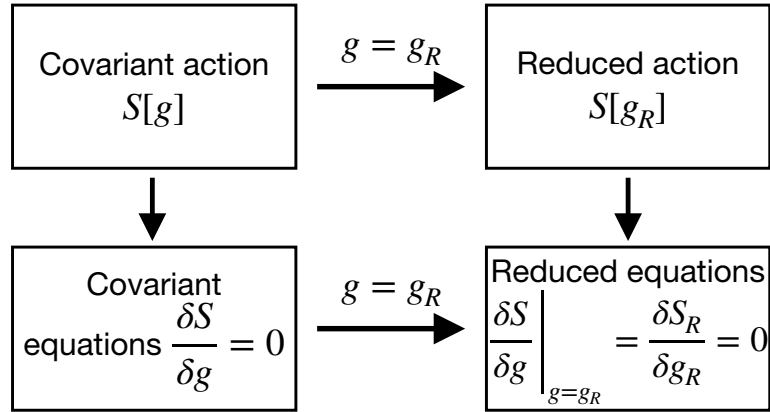 Covariant action
S[g]
g = g_R
Reduced action
S[g_R]
Covariant
equations δS/δg = 0
g = g_R
Reduced equations
δS/δg |_{g=g_R} = δS_R/δg_R = 0